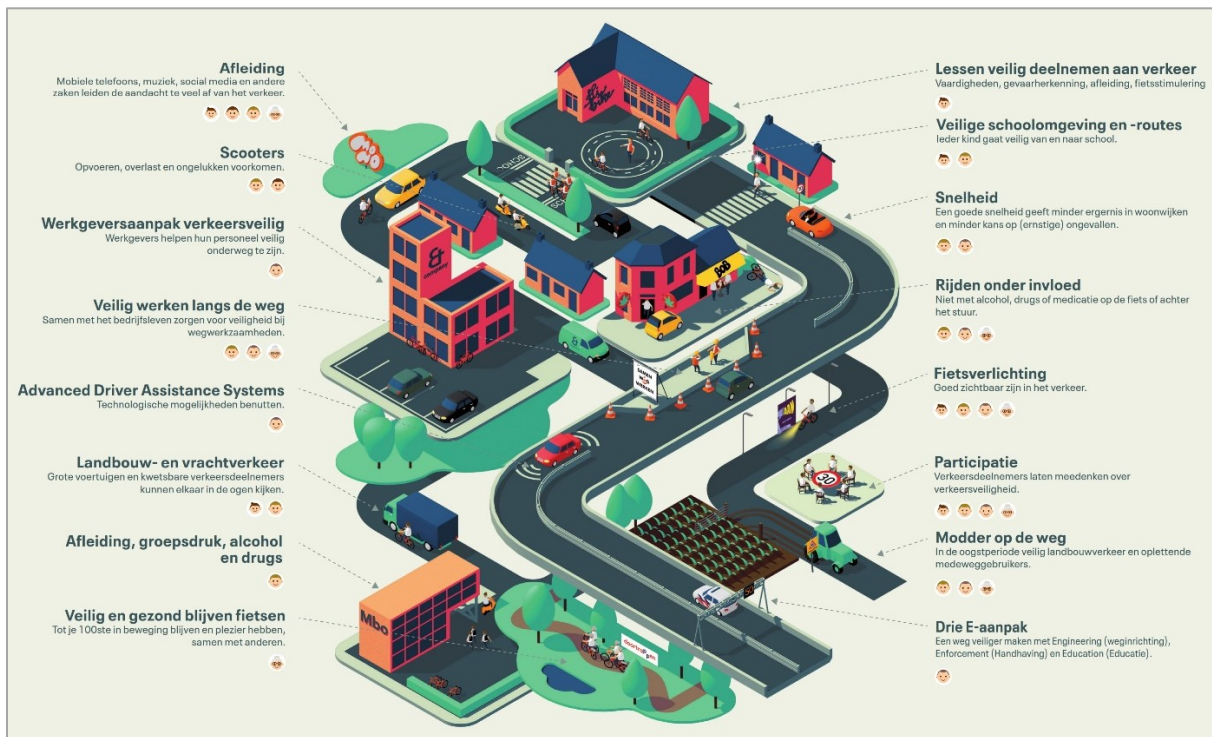 Afleiding
Mobiele telefoons, muziek, social media en andere
zaken leiden de aandacht te veel af van het verkeer.
Scooters
Opvoeren, overlast en ongelukken voorkomen.
Werkgeversaanpak verkeersveilig
Werkgevers helpen hun personeel veilig
onderweg te zijn.
Veilig werken langs de weg
Samen met het bedrijfsleven zorgen voor veiligheid bij
wegwerkzaamheden.
Advanced Driver Assistance Systems
Technologische mogelijkheden benutten.
Landbouw- en vrachtverkeer
Grote voertuigen en kwetsbare verkeersdeelnemers
kunnen elkaar in de ogen kijken.
Afleiding, groepsdruk, alcohol
en drugs
Veilig en gezond blijven fietsen
Tot je 100ste in beweging blijven en plezier hebben,
samen met anderen.
MONO
&
company
BOB
&
SAMEN
WERKEN
30
Mbo
doortrappen
Lessen veilig deelnemen aan verkeer
Vaardigheden, gevaarherkenning, afleiding, fietsstimulering
Veilige schoolomgeving en -routes
Ieder kind gaat veilig van en naar school.
Snelheid
Een goede snelheid geeft minder ergernis in woonwijken
en minder kans op (ernstige) ongevallen.
Rijden onder invloed
Niet met alcohol, drugs of medicatie op de fiets of achter
het stuur.
Fietsverlichting
Goed zichtbaar zijn in het verkeer.
Participatie
Verkeersdeelnemers laten meedenken over
verkeersveiligheid.
Modder op de weg
In de oogstperiode veilig landbouwverkeer en oplettende
medeweggebruikers.
Drie E-aanpak
Een weg veiliger maken met Engineering (weginrichting),
Enforcement (Handhaving) en Education (Educatie).